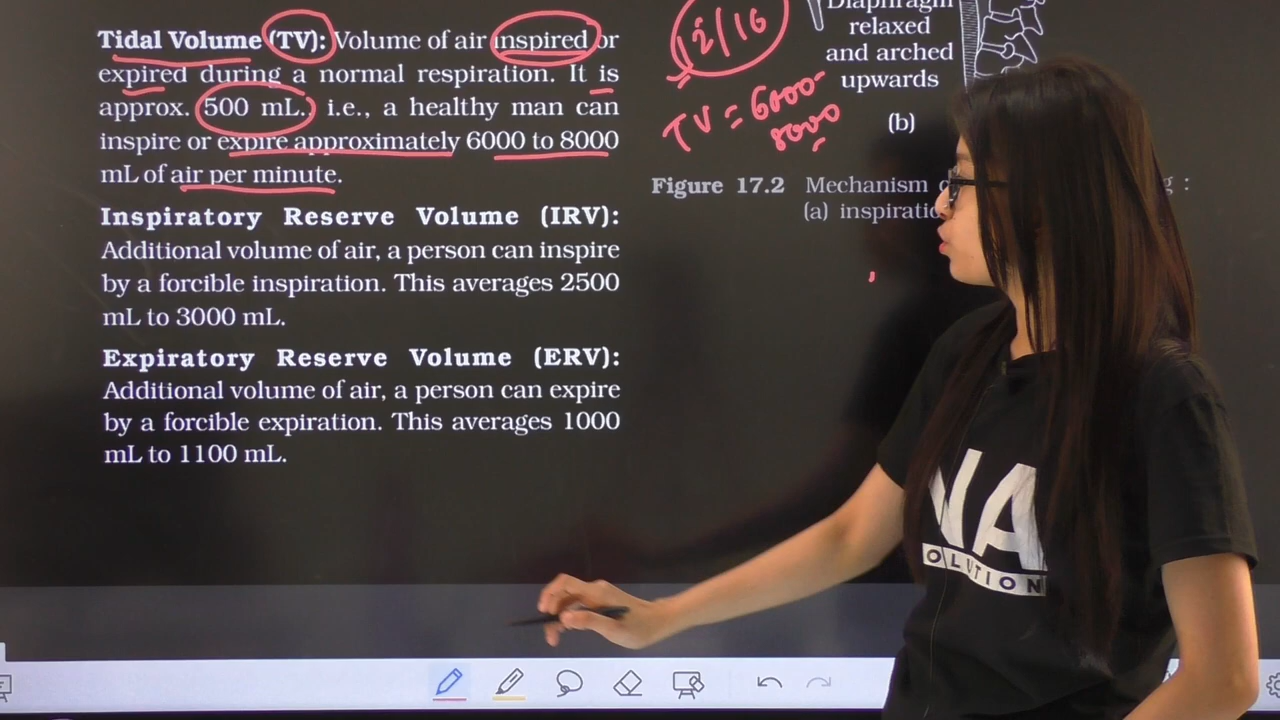 Tidal Volume (TV): Volume of air inspired or
expired during a normal respiration. It is
approx. 500 mL., i.e., a healthy man can
inspire or expire approximately 6000 to 8000
mL of air per minute.
Inspiratory Reserve Volume (IRV):
Additional volume of air, a person can inspire
by a forcible inspiration. This averages 2500
mL to 3000 mL.
Expiratory Reserve Volume (ERV):
Additional volume of air, a person can expire
by a forcible expiration. This averages 1000
mL to 1100 mL.
12/16
TV = 6000-
8000
Diaphragm
relaxed
and arched
upwards
(b)
Figure 17.2 Mechanism
(a)
: